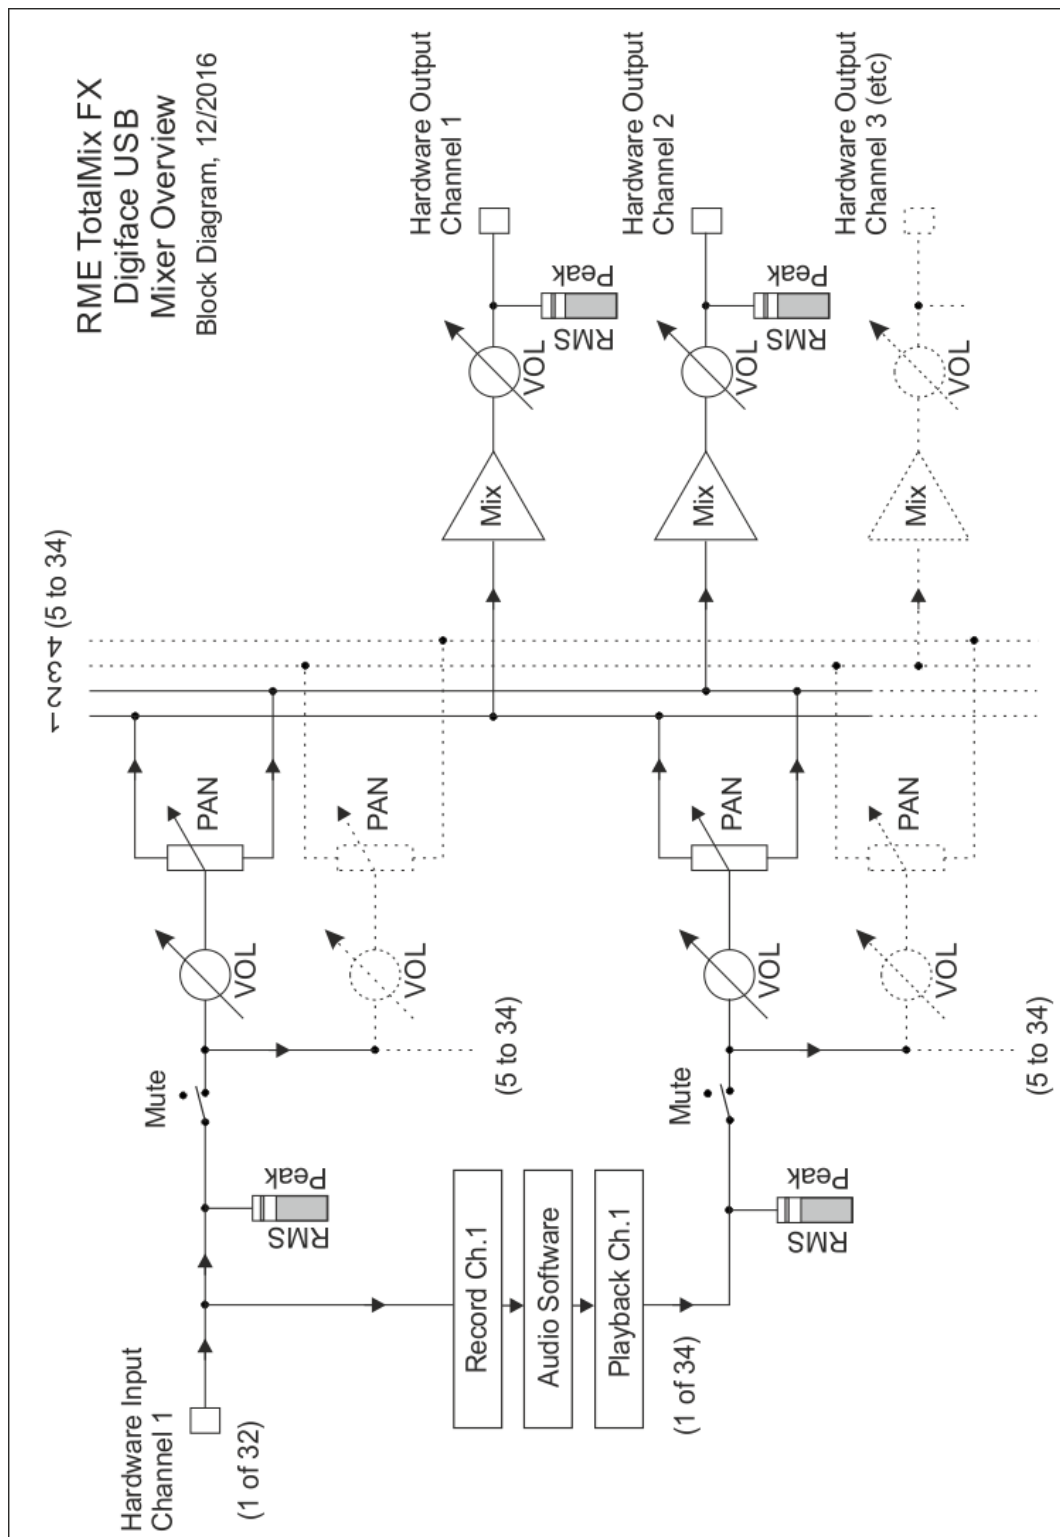 RME TotalMix FX
Digiface USB
Mixer Overview
Block Diagram, 12/2016
Hardware Input
Channel 1
(1 of 32)
RMS
Peak
Mute
VOL
PAN
VOL
PAN
(5 to 34)
1 2 3 4 (5 to 34)
Record Ch.1
Audio Software
Playback Ch.1
(1 of 34)
RMS
Peak
Mute
VOL
PAN
VOL
PAN
(5 to 34)
Mix
VOL
RMS
Peak
Hardware Output
Channel 1
Mix
VOL
RMS
Peak
Hardware Output
Channel 2
Mix
VOL
Hardware Output
Channel 3 (etc)